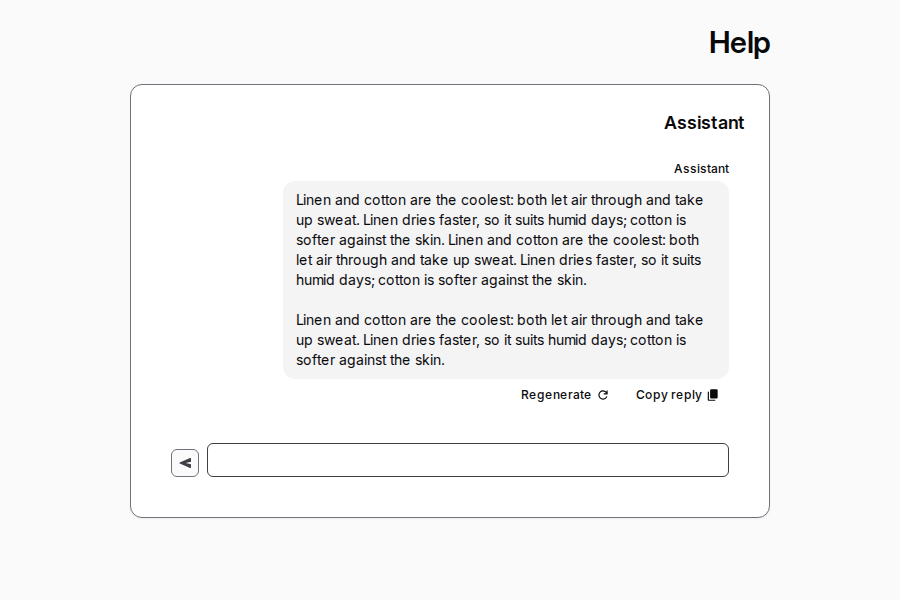 Help
Assistant
Assistant
Linen and cotton are the coolest: both let air through and take
up sweat. Linen dries faster, so it suits humid days; cotton is
softer against the skin. Linen and cotton are the coolest: both
let air through and take up sweat. Linen dries faster, so it suits
humid days; cotton is softer against the skin.
Linen and cotton are the coolest: both let air through and take
up sweat. Linen dries faster, so it suits humid days; cotton is
softer against the skin.
Copy reply
Regenerate